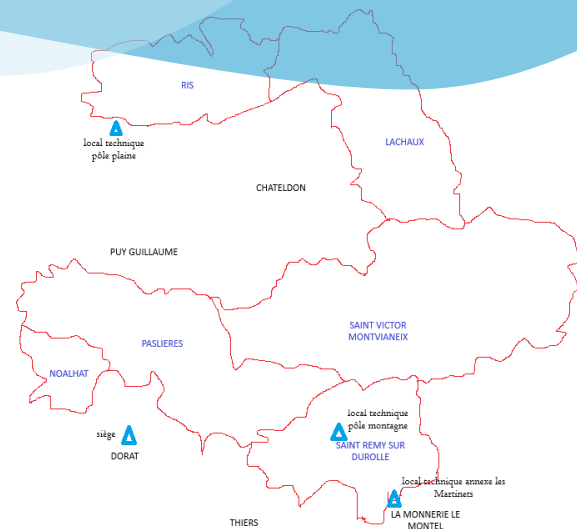 RIS
local technique
pôle plaine
LACHAUX
CHATELDON
PUY GUILLAUME
SAINT VICTOR
MONTVIANEIX
PASLIERES
NOALHAT
local technique
pôle montagne
siège
SAINT REMY SUR
DUROLLE
DORAT
local technique annexe les
Martinets
LA MONNERIE LE
MONTEL
THIERS